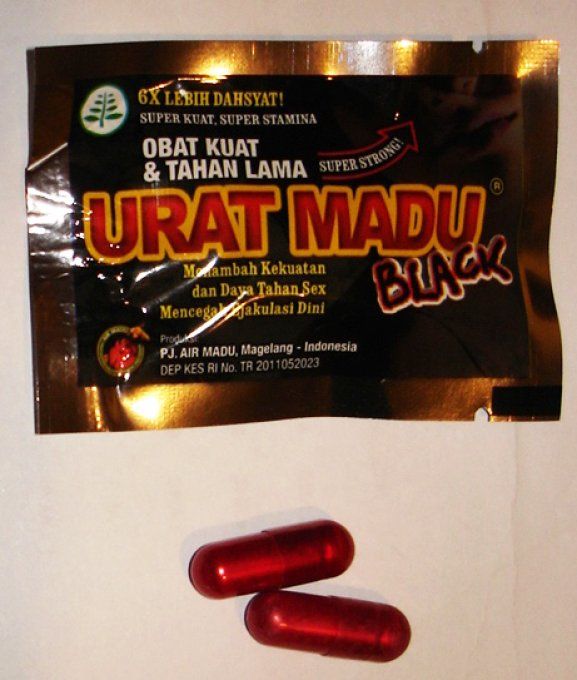 6X LEBIH DAHSYAT!
SUPER KUAT, SUPER STAMINA
OBAT KUAT
& TAHAN LAMA
SUPER STRONG!
URAT MADU ®
BLACK
Menambah Kekuatan
dan Daya Tahan Sex
Mencegah Ejakulasi Dini
Produksi
PJ. AIR MADU, Magelang - Indonesia
DEP KES RI No. TR 2011052023